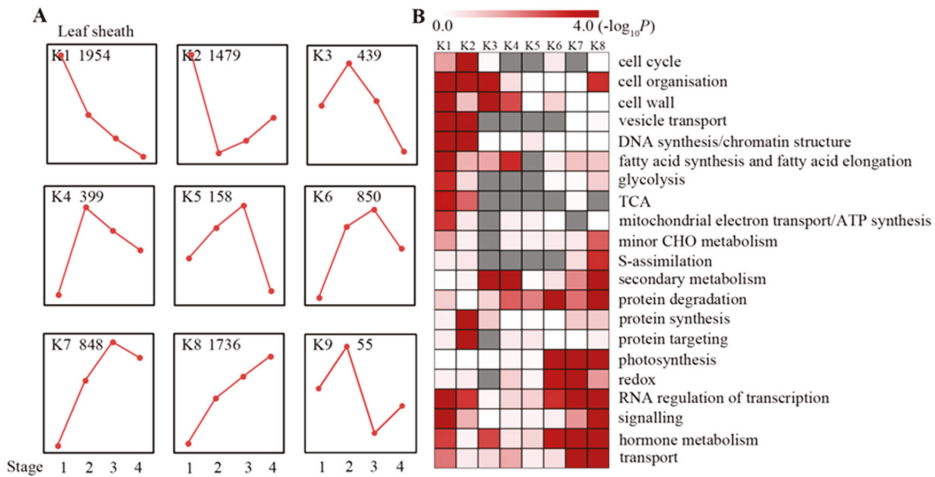 A
Leaf sheath
K1 1954
K2 1479
K3 439
K4 399
K5 158
K6 850
K7 848
K8 1736
K9 55
Stage 1 2 3 4 1 2 3 4 1 2 3 4
B
0.0 4.0 (-log10P)
K1 K2 K3 K4 K5 K6 K7 K8
cell cycle
cell organisation
cell wall
vesicle transport
DNA synthesis/chromatin structure
fatty acid synthesis and fatty acid elongation
glycolysis
TCA
mitochondrial electron transport/ATP synthesis
minor CHO metabolism
S-assimilation
secondary metabolism
protein degradation
protein synthesis
protein targeting
photosynthesis
redox
RNA regulation of transcription
signalling
hormone metabolism
transport